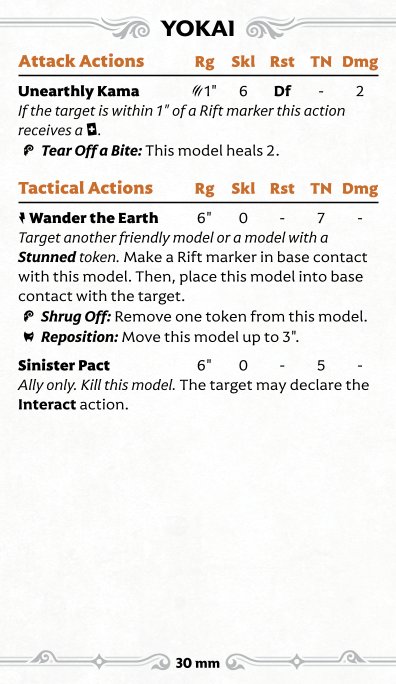 YOKAI
Attack Actions Rg Skl Rst TN Dmg
Unearthly Kama 1" 6 Df - 2
If the target is within 1" of a Rift marker this action
receives a .
Tear Off a Bite: This model heals 2.
Tactical Actions Rg Skl Rst TN Dmg
Wander the Earth 6" 0 - 7 -
Target another friendly model or a model with a
Stunned token. Make a Rift marker in base contact
with this model. Then, place this model into base
contact with the target.
Shrug Off: Remove one token from this model.
Reposition: Move this model up to 3".
Sinister Pact 6" 0 - 5 -
Ally only. Kill this model. The target may declare the
Interact action.
30 mm